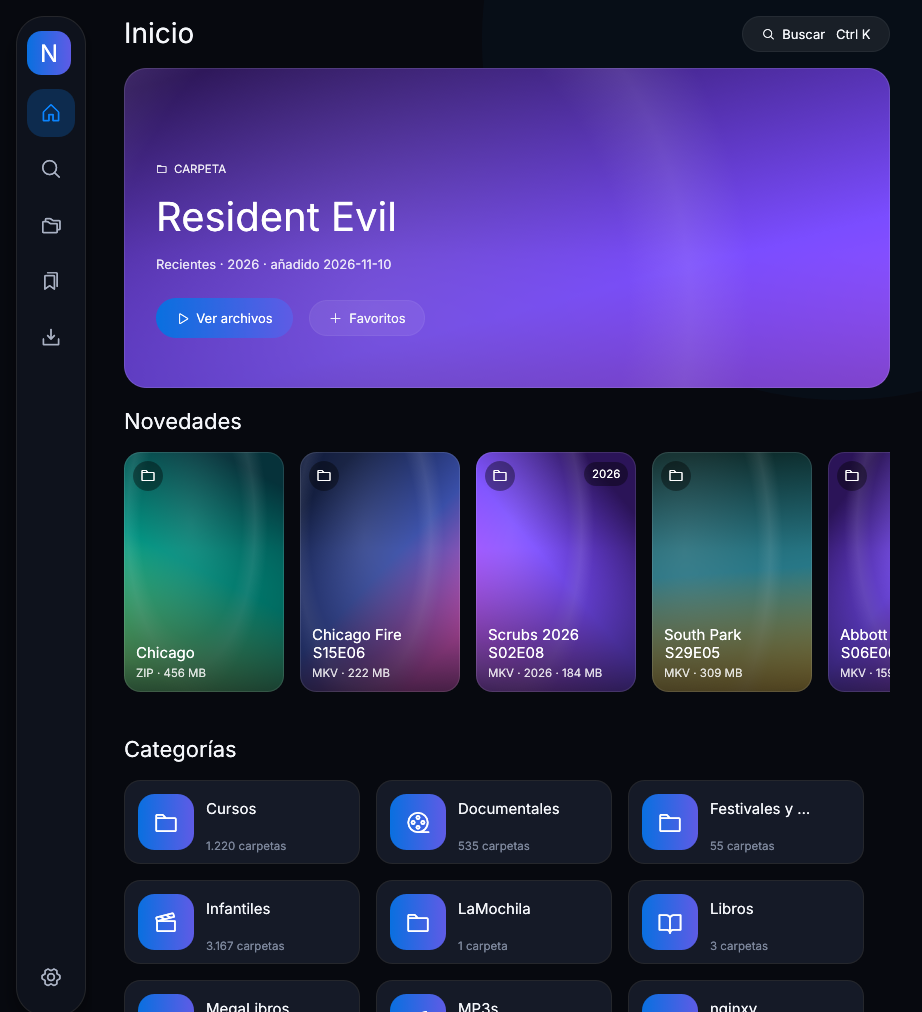 N
Inicio
Buscar Ctrl K
CARPETA
Resident Evil
Recientes · 2026 · añadido 2026-11-10
Ver archivos
Favoritos
Novedades
Chicago
ZIP · 456 MB
Chicago Fire
S15E06
MKV · 222 MB
2026
Scrubs 2026
S02E08
MKV · 2026 · 184 MB
South Park
S29E05
MKV · 309 MB
Abbott
S06E0
MKV · 159
Categorías
Cursos
1.220 carpetas
Documentales
535 carpetas
Festivales y ...
55 carpetas
Infantiles
3.167 carpetas
LaMochila
1 carpeta
Libros
3 carpetas
MegaLibros
MP3s
nginxy